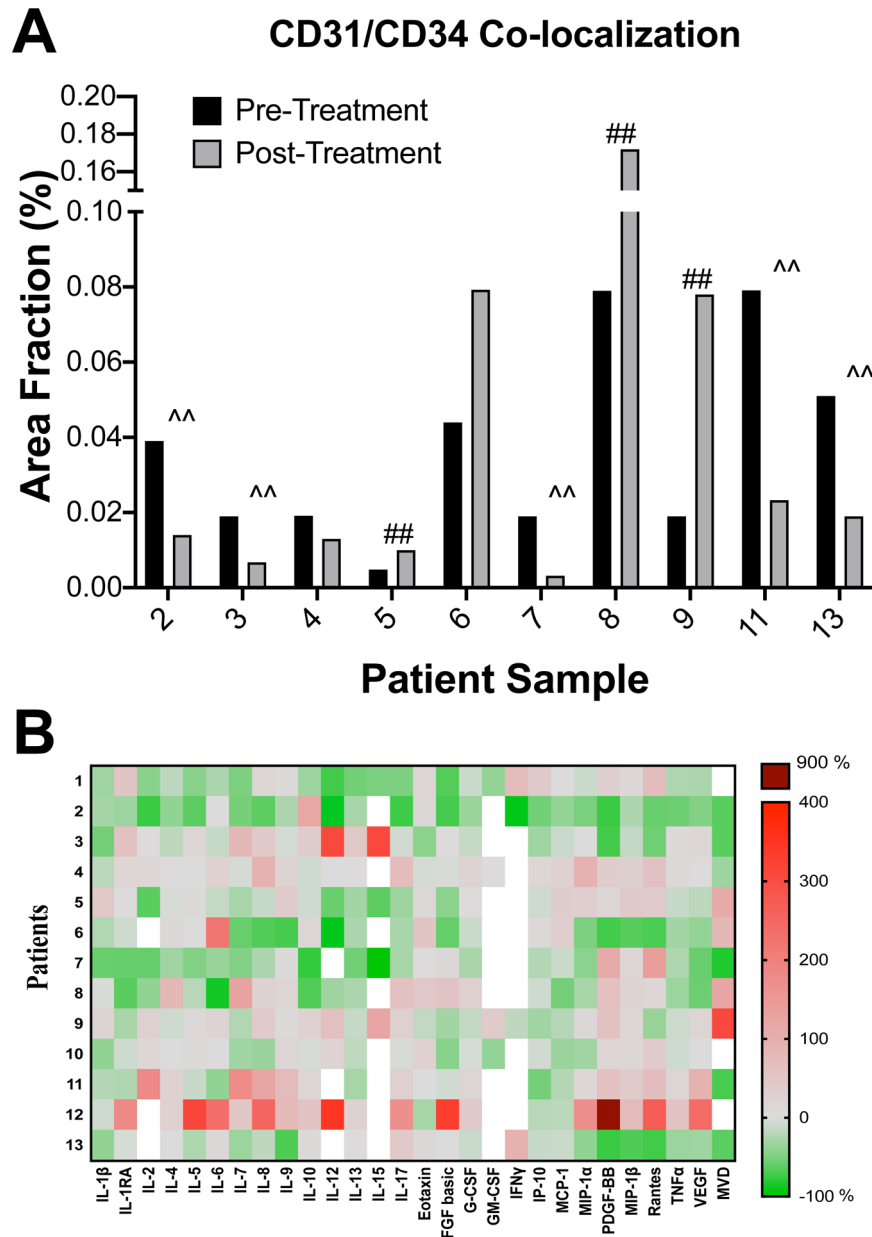 A
CD31/CD34 Co-localization
Pre-Treatment
Post-Treatment
Area Fraction (%)
0.20
0.18
0.16
0.10
0.08
0.06
0.04
0.02
0.00
^^
^^
##
^^
##
##
^^
^^
2
3
4
5
6
7
8
9
11
13
Patient Sample
B
Patients
1
2
3
4
5
6
7
8
9
10
11
12
13
IL-1β
IL-1RA
IL-2
IL-4
IL-5
IL-6
IL-7
IL-8
IL-9
IL-10
IL-12
IL-13
IL-15
IL-17
Eotaxin
FGF basic
G-CSF
GM-CSF
IFNγ
IP-10
MCP-1
MIP-1α
PDGF-BB
MIP-1β
Rantes
TNFα
VEGF
MVD
900 %
400
300
200
100
0
-100 %